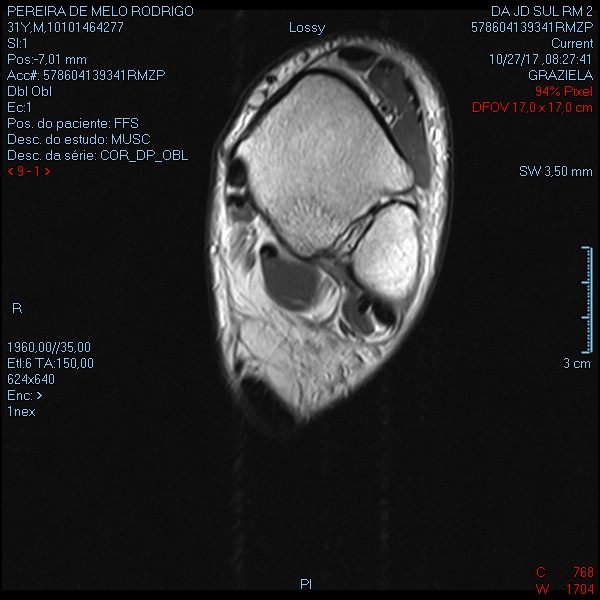 PEREIRA DE MELO RODRIGO
31Y,M,10101464277
Sl:1
Pos:-7,01 mm
Acc#: 578604139341RMZP
Dbl Obl
Ec:1
Pos. do paciente: FFS
Desc. do estudo: MUSC
Desc. da série: COR_DP_OBL
< 9 - 1 >
Lossy
DA JD SUL RM 2
578604139341RMZP
Current
10/27/17 ,08:27:41
GRAZIELA
94% Pixel
DFOV 17,0 x 17,0 cm
SW 3,50 mm
R
3 cm
1960,00//35,00
Etl:6 TA:150,00
624x640
Enc: >
1nex
PI
C 768
W 1704